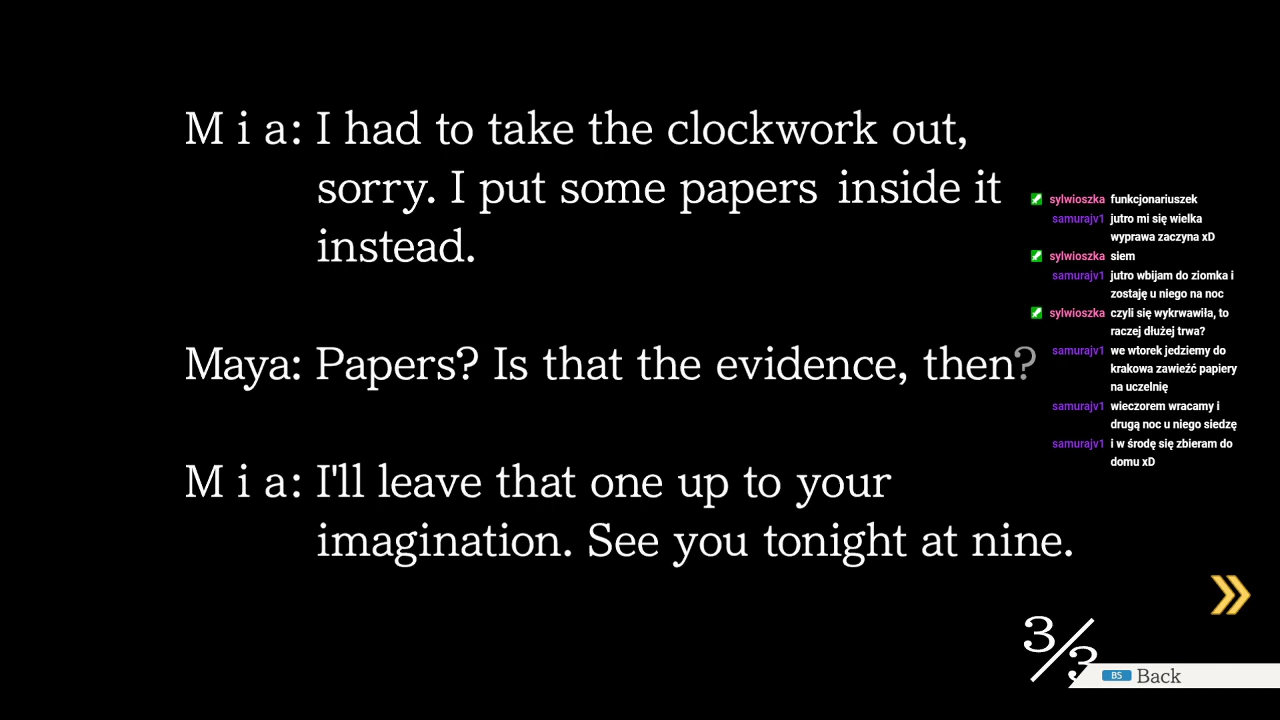 M i a: I had to take the clockwork out,
sorry. I put some papers inside it
instead.
Maya: Papers? Is that the evidence, then?
M i a: I'll leave that one up to your
imagination. See you tonight at nine.
sylwioszka funkcjonariuszek
samurajv1 jutro mi się wielka
wyprawa zaczyna xD
sylwioszka siem
samurajv1 jutro wbijam do ziomka i
zostaję u niego na noc
sylwioszka czyli się wykrwawiła, to
raczej dłużej trwa?
samurajv1 we wtorek jedziemy do
krakowa zawieźć papiery
na uczelnię
samurajv1 wieczorem wracamy i
drugą noc u niego siedzę
samurajv1 i w środę się zbieram do
domu xD
3/3
BS Back